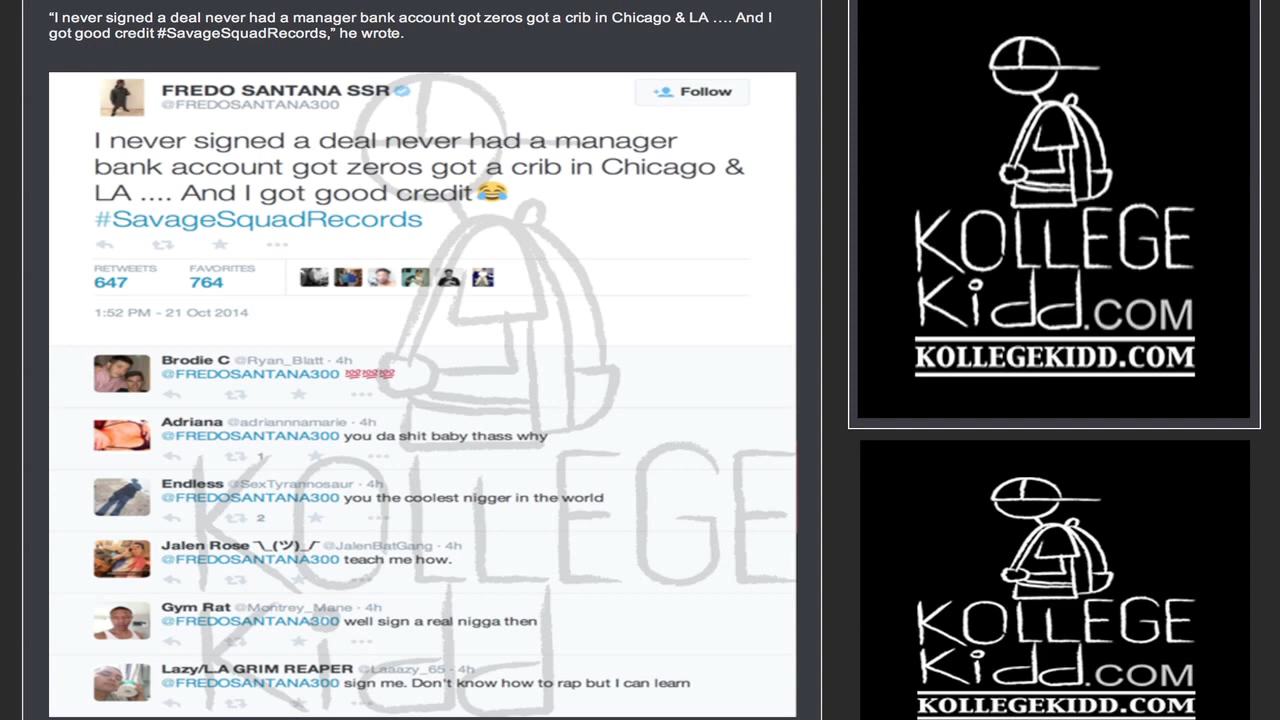 “I never signed a deal never had a manager bank account got zeros got a crib in Chicago & LA …. And I
got good credit #SavageSquadRecords,” he wrote.
FREDO SANTANA SSR
@FREDOSANTANA300
Follow
I never signed a deal never had a manager
bank account got zeros got a crib in Chicago &
LA .... And I got good credit😂
#SavageSquadRecords
RETWEETS FAVORITES
647 764
1:52 PM - 21 Oct 2014
Brodie C @Ryan_Blatt · 4h
@FREDOSANTANA300 💯💯💯
Adriana @adriannnamarie · 4h
@FREDOSANTANA300 you da shit baby thass why
1
Endless @SexTyrannosaur · 4h
@FREDOSANTANA300 you the coolest nigger in the world
2
Jalen Rose ¯\_(ツ)_/¯ @JalenBatGang · 4h
@FREDOSANTANA300 teach me how.
Gym Rat @Montrey_Mane · 4h
@FREDOSANTANA300 well sign a real nigga then
Lazy/LA GRIM REAPER @Laaazy_65 · 4h
@FREDOSANTANA300 sign me. Don't know how to rap but I can learn
KOLLEGE
Kidd
KOLLEGE
Kidd.COM
KOLLEGEKIDD.COM
KOLLEGE
Kidd.COM
KOLLEGEKIDD.COM